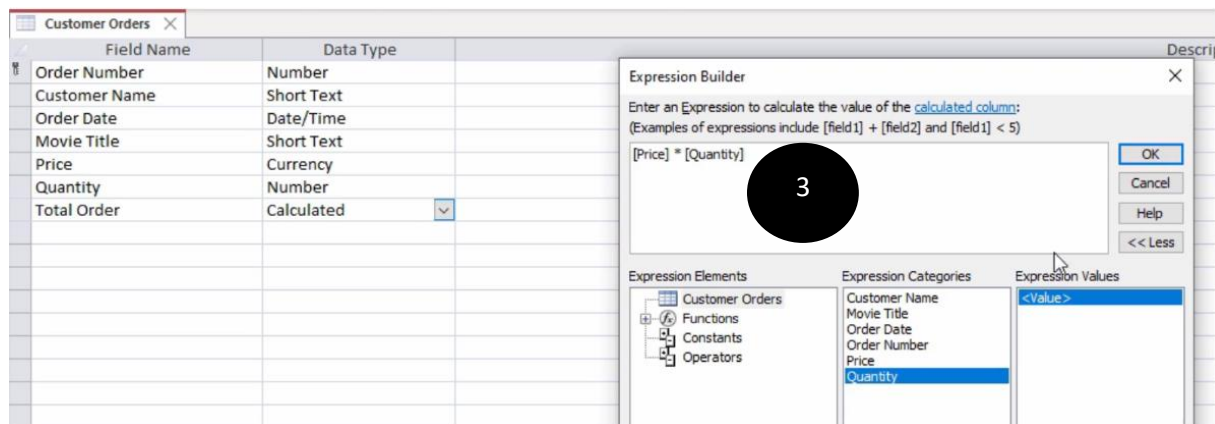 Customer Orders
Field Name Data Type
Order Number Number
Customer Name Short Text
Order Date Date/Time
Movie Title Short Text
Price Currency
Quantity Number
Total Order Calculated
Expression Builder
Enter an Expression to calculate the value of the calculated column:
(Examples of expressions include [field1] + [field2] and [field1] < 5)
[Price] * [Quantity]
3
OK
Cancel
Help
<< Less
Expression Elements
Customer Orders
Functions
Constants
Operators
Expression Categories
Customer Name
Movie Title
Order Date
Order Number
Price
Quantity
Expression Values
<Value>